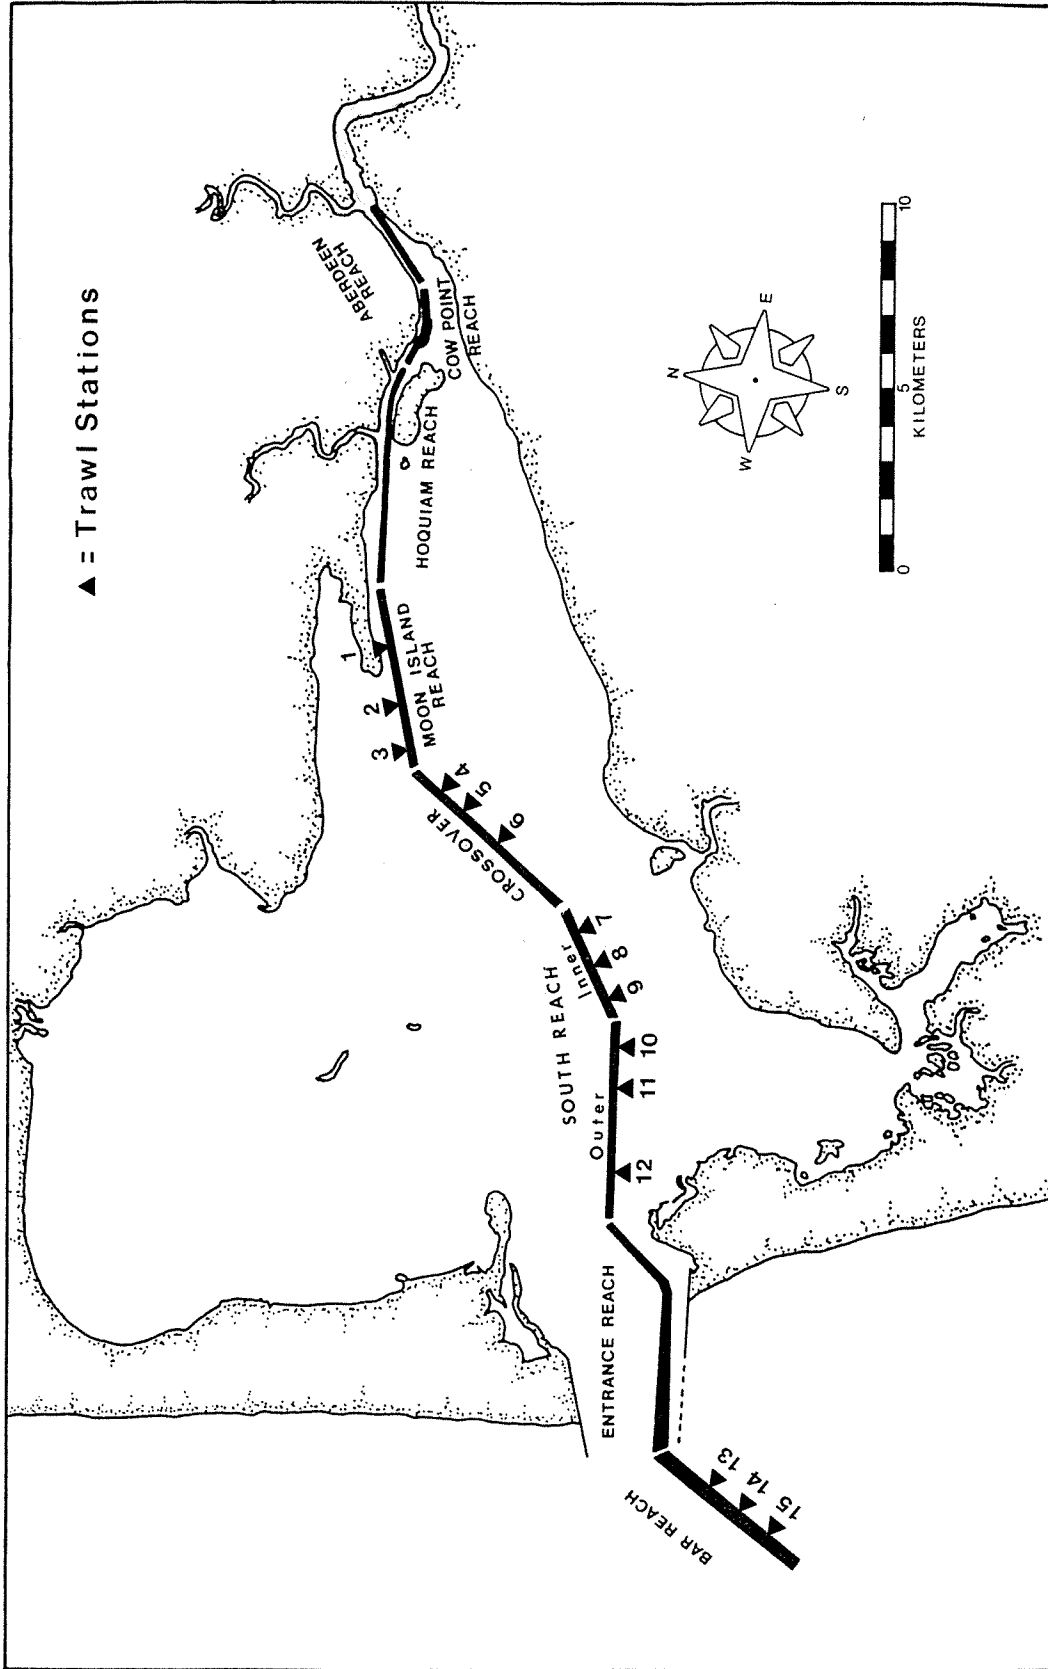 ▲ = Trawl Stations
ABERDEEN
REACH
COW POINT
REACH
HOQUIAM REACH
MOON ISLAND
REACH
1
2
3
4
5
6
CROSSOVER
7
8
9
Inner
SOUTH REACH
Outer
10
11
12
ENTRANCE REACH
BAR REACH
13
14
15
N
E
S
W
0
5
10
KILOMETERS